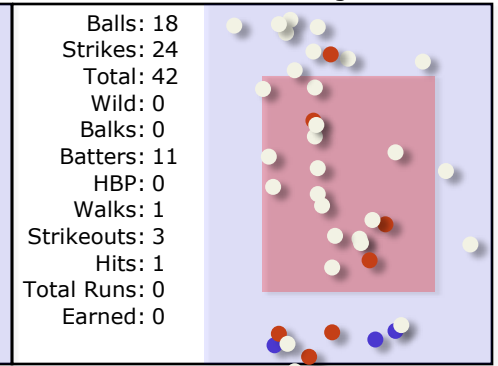 Balls: 18
Strikes: 24
Total: 42
Wild: 0
Balks: 0
Batters: 11
HBP: 0
Walks: 1
Strikeouts: 3
Hits: 1
Total Runs: 0
Earned: 0